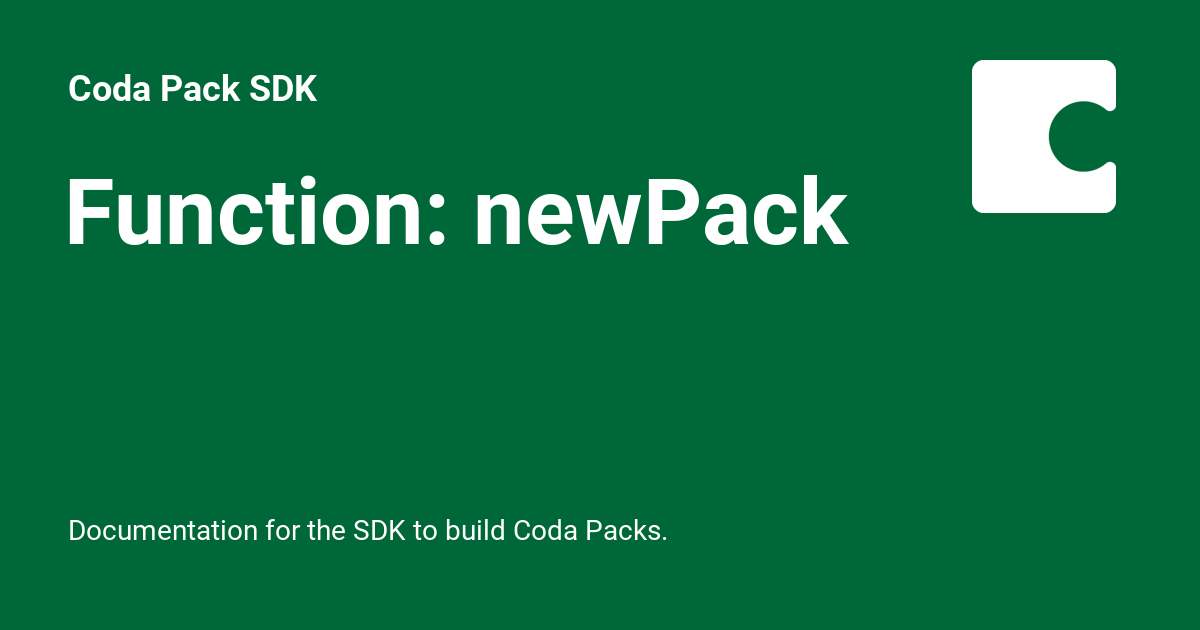 Coda Pack SDK
Function: newPack
Documentation for the SDK to build Coda Packs.